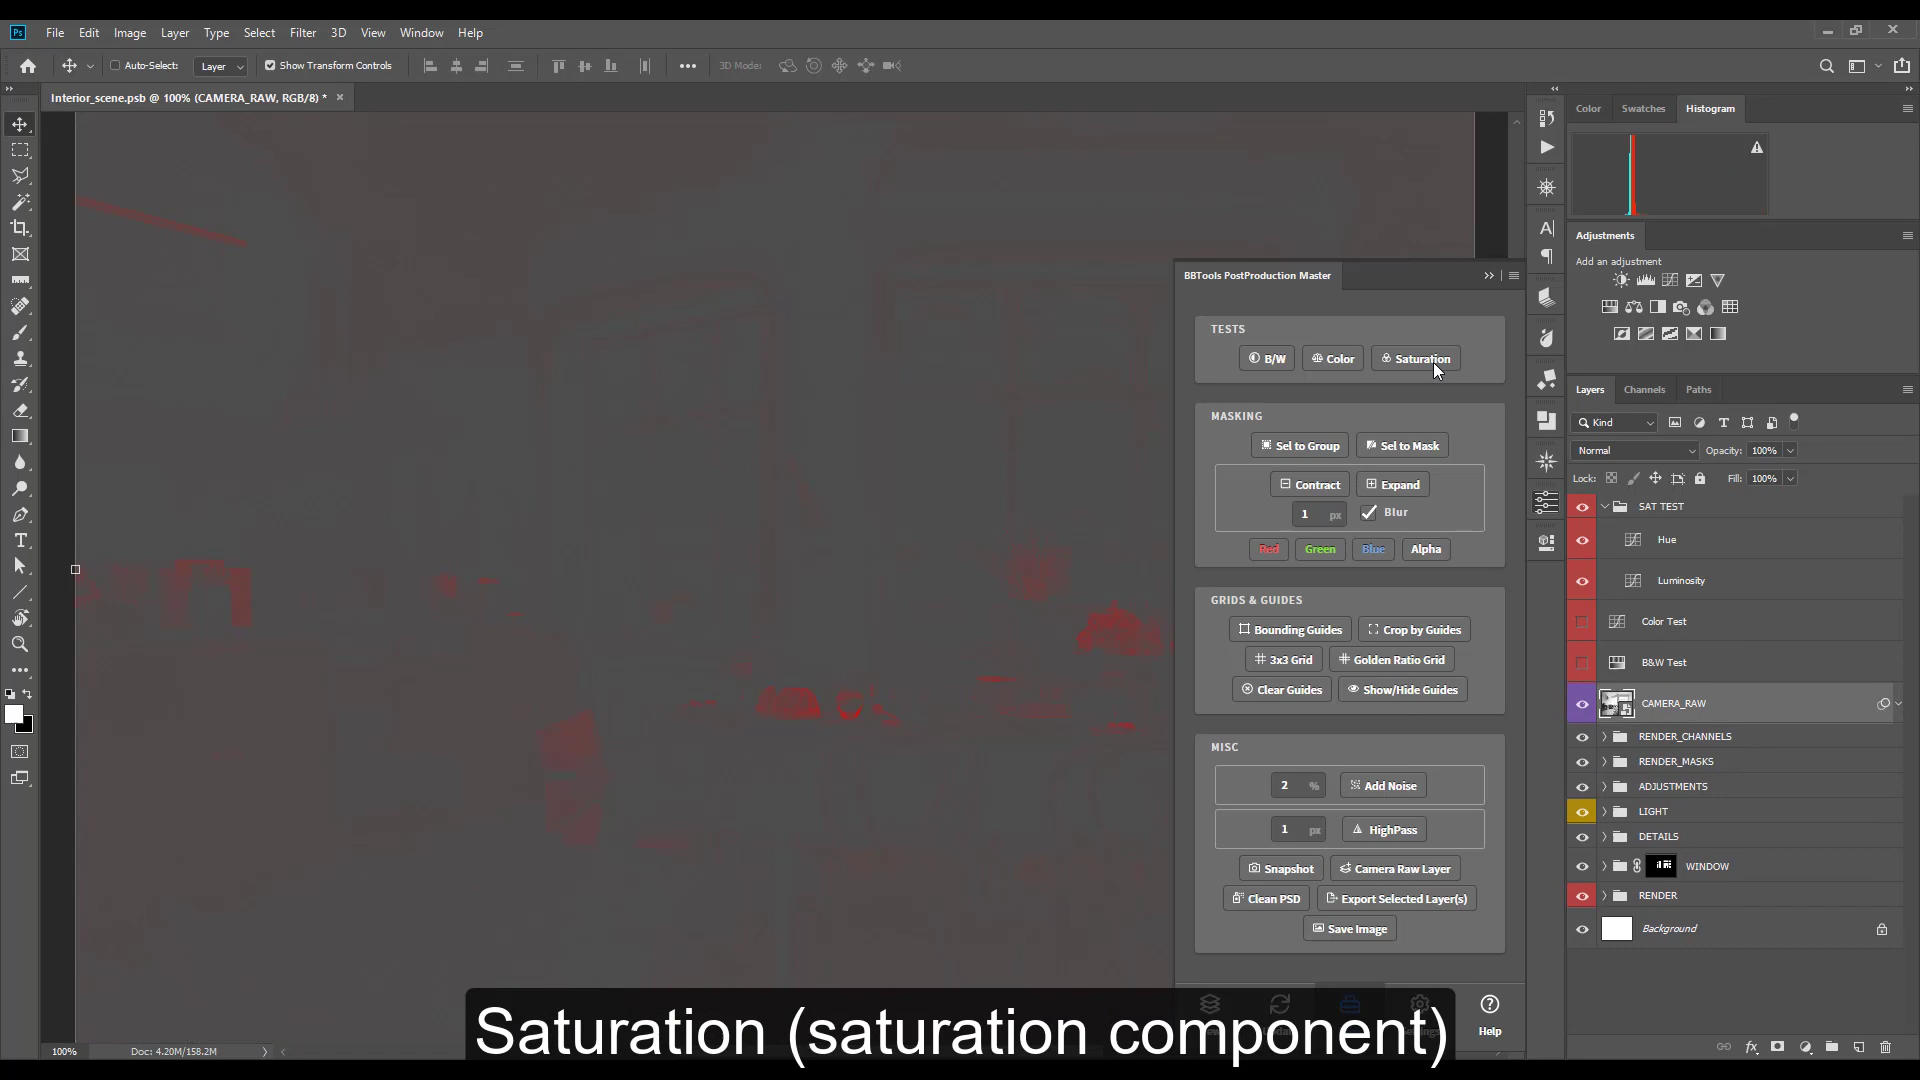 Ps File Edit Image Layer Type Select Filter 3D View Window Help
Auto-Select: Layer Show Transform Controls 3D Mode:
Interior_scene.psb @ 100% (CAMERA_RAW, RGB/8) *
BBTools PostProduction Master
TESTS
B/W Color Saturation
MASKING
Sel to Group Sel to Mask
Contract Expand
1 px Blur
Red Green Blue Alpha
GRIDS & GUIDES
Bounding Guides Crop by Guides
3x3 Grid Golden Ratio Grid
Clear Guides Show/Hide Guides
MISC
2 % Add Noise
1 px HighPass
Snapshot Camera Raw Layer
Clean PSD Export Selected Layer(s)
Save Image
Help
Color Swatches Histogram
Adjustments
Add an adjustment
Layers Channels Paths
Kind
Normal Opacity: 100%
Lock: Fill: 100%
SAT TEST
Hue
Luminosity
Color Test
B&W Test
CAMERA_RAW
RENDER_CHANNELS
RENDER_MASKS
ADJUSTMENTS
LIGHT
DETAILS
WINDOW
RENDER
Background
100% Doc: 4.20M/158.2M
Saturation (saturation component)